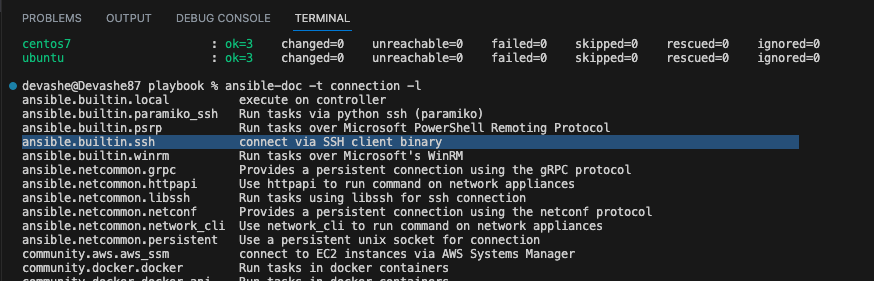 PROBLEMS OUTPUT DEBUG CONSOLE TERMINAL
centos7 : ok=3 changed=0 unreachable=0 failed=0 skipped=0 rescued=0 ignored=0
ubuntu : ok=3 changed=0 unreachable=0 failed=0 skipped=0 rescued=0 ignored=0
devashe@Devashe87 playbook % ansible-doc -t connection -l
ansible.builtin.local execute on controller
ansible.builtin.paramiko_ssh Run tasks via python ssh (paramiko)
ansible.builtin.psrp Run tasks over Microsoft PowerShell Remoting Protocol
ansible.builtin.ssh connect via SSH client binary
ansible.builtin.winrm Run tasks over Microsoft's WinRM
ansible.netcommon.grpc Provides a persistent connection using the gRPC protocol
ansible.netcommon.httpapi Use httpapi to run command on network appliances
ansible.netcommon.libssh Run tasks using libssh for ssh connection
ansible.netcommon.netconf Provides a persistent connection using the netconf protocol
ansible.netcommon.network_cli Use network_cli to run command on network appliances
ansible.netcommon.persistent Use a persistent unix socket for connection
community.aws.aws_ssm connect to EC2 instances via AWS Systems Manager
community.docker.docker Run tasks in docker containers
community.docker.docker_api Run tasks in docker containers